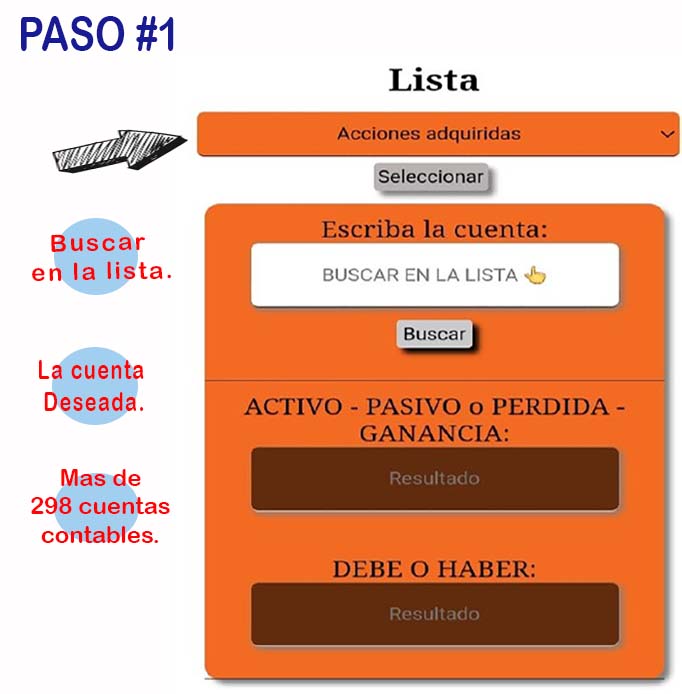 PASO #1
Lista
Acciones adquiridas
Seleccionar
Buscar
en la lista.
Escriba la cuenta:
BUSCAR EN LA LISTA 👆
Buscar
La cuenta
Deseada.
ACTIVO - PASIVO o PERDIDA -
GANANCIA:
Resultado
Mas de
298 cuentas
contables.
DEBE O HABER:
Resultado